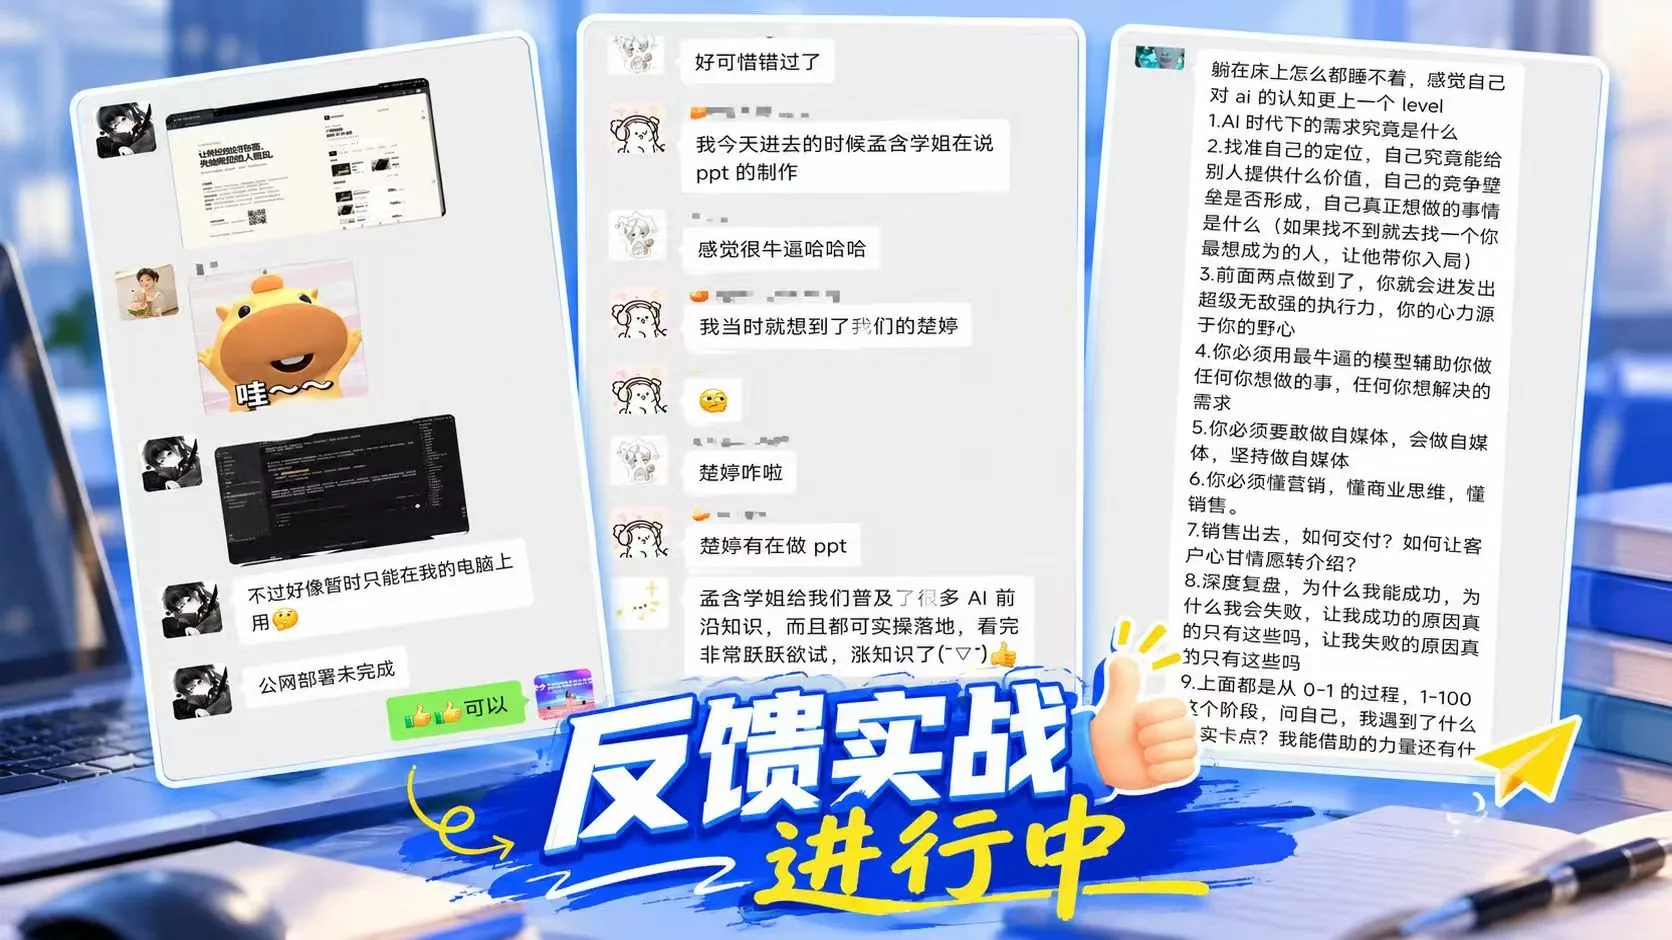 哇~~
不过好像暂时只能在我的电脑上
用🤔
公网部署未完成
👍👍可以
好可惜错过了
我今天进去的时候孟含学姐在说
ppt 的制作
感觉很牛逼哈哈哈
我当时就想到了我们的楚婷
楚婷咋啦
楚婷有在做 ppt
孟含学姐给我们普及了很多 AI 前
沿知识，而且都可实操落地，看完
非常跃跃欲试，涨知识了(¯▽¯)👍
躺在床上怎么都睡不着，感觉自己
对 ai 的认知更上一个 level
1.AI 时代下的需求究竟是什么
2.找准自己的定位，自己究竟能给
别人提供什么价值，自己的竞争壁
垒是否形成，自己真正想做的事情
是什么（如果找不到就去找一个你
最想成为的人，让他带你入局）
3.前面两点做到了，你就会迸发出
超级无敌强的执行力，你的心力源
于你的野心
4.你必须用最牛逼的模型辅助你做
任何你想做的事，任何你想解决的
需求
5.你必须要敢做自媒体，会做自媒
体，坚持做自媒体
6.你必须懂营销，懂商业思维，懂
销售。
7.销售出去，如何交付？如何让客
户心甘情愿转介绍？
8.深度复盘，为什么我能成功，为
什么我会失败，让我成功的原因真
的只有这些吗，让我失败的原因真
的只有这些吗
9.上面都是从 0-1 的过程，1-100
这个阶段，问自己，我遇到了什么
实卡点？我能借助的力量还有什
反馈实战
进行中